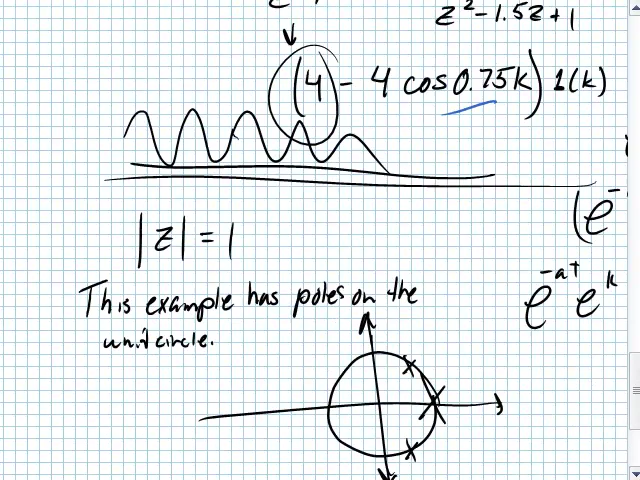 z² - 1.5z + 1
(4 - 4 cos 0.75k) 1(k)
|z| = 1
(e⁻
This example has poles on the
unit circle.
e^{-at} e^k